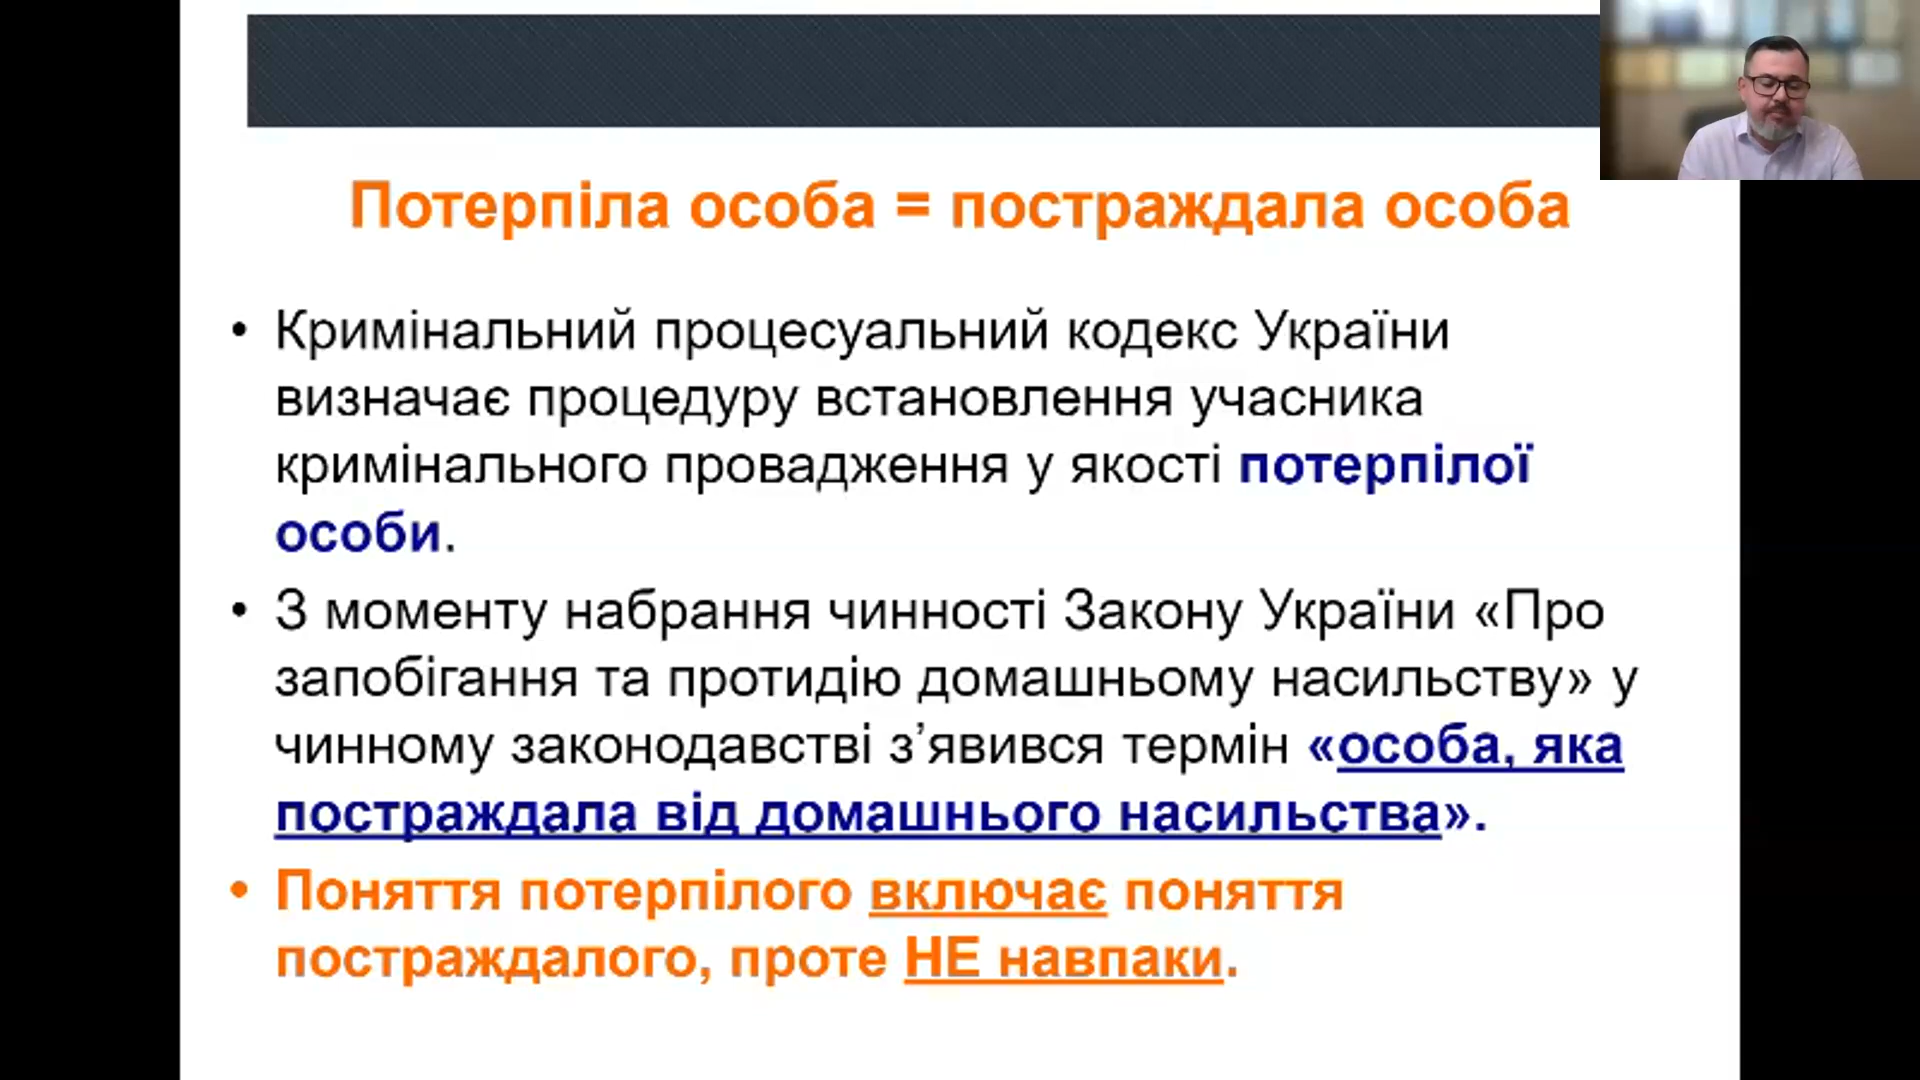 Потерпіла особа = постраждала особа
• Кримінальний процесуальний кодекс України
визначає процедуру встановлення учасника
кримінального провадження у якості потерпілої
особи.
• З моменту набрання чинності Закону України «Про
запобігання та протидію домашньому насильству» у
чинному законодавстві з’явився термін «особа, яка
постраждала від домашнього насильства».
• Поняття потерпілого включає поняття
постраждалого, проте НЕ навпаки.